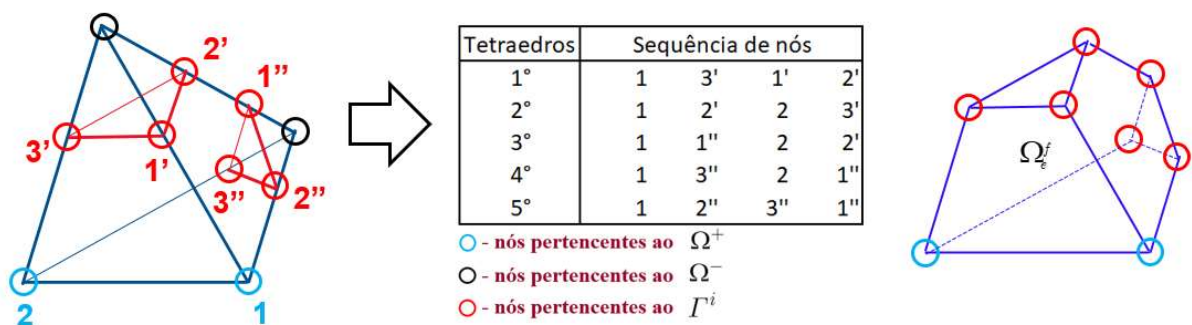 2'
1''
3'
1'
3''
2''
2
1
Tetraedros Sequência de nós
1° 1 3' 1' 2'
2° 1 2' 2 3'
3° 1 1'' 2 2'
4° 1 3'' 2 1''
5° 1 2'' 3'' 1''
- nós pertencentes ao Ω⁺
- nós pertencentes ao Ω⁻
- nós pertencentes ao Γⁱ
Ωₑᶠ